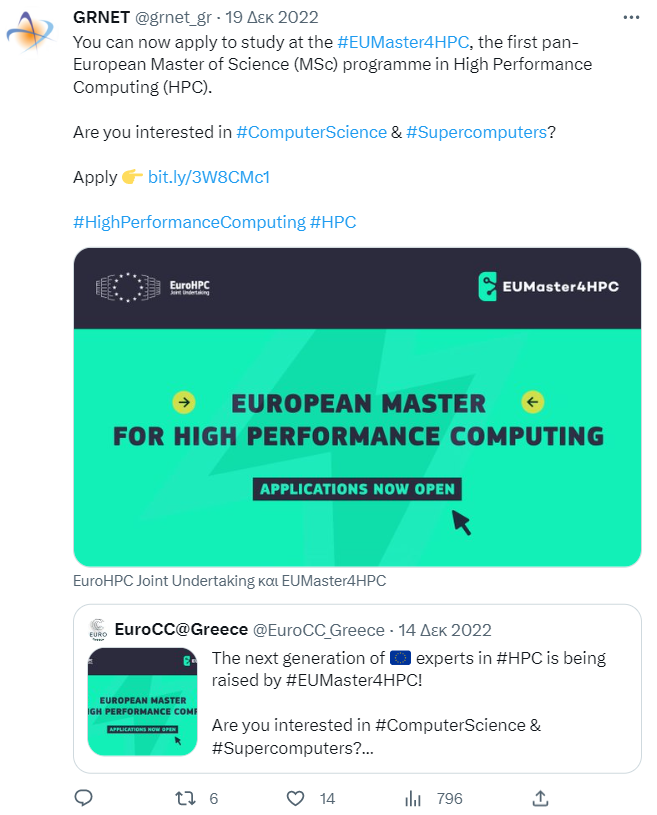 GRNET @grnet_gr · 19 Δεκ 2022
You can now apply to study at the #EUMaster4HPC, the first pan-
European Master of Science (MSc) programme in High Performance
Computing (HPC).
Are you interested in #ComputerScience & #Supercomputers?
Apply 👉 bit.ly/3W8CMc1
#HighPerformanceComputing #HPC
EuroHPC
Joint Undertaking
EUMaster4HPC
EUROPEAN MASTER
FOR HIGH PERFORMANCE COMPUTING
APPLICATIONS NOW OPEN
EuroHPC Joint Undertaking και EUMaster4HPC
EURO
EuroCC@Greece @EuroCC_Greece · 14 Δεκ 2022
The next generation of 🇪🇺 experts in #HPC is being
raised by #EUMaster4HPC!
Are you interested in #ComputerScience &
#Supercomputers?...
EUROPEAN MASTER
IGH PERFORMANCE COMP
APPLICATIONS NOW OPEN
6 14 796